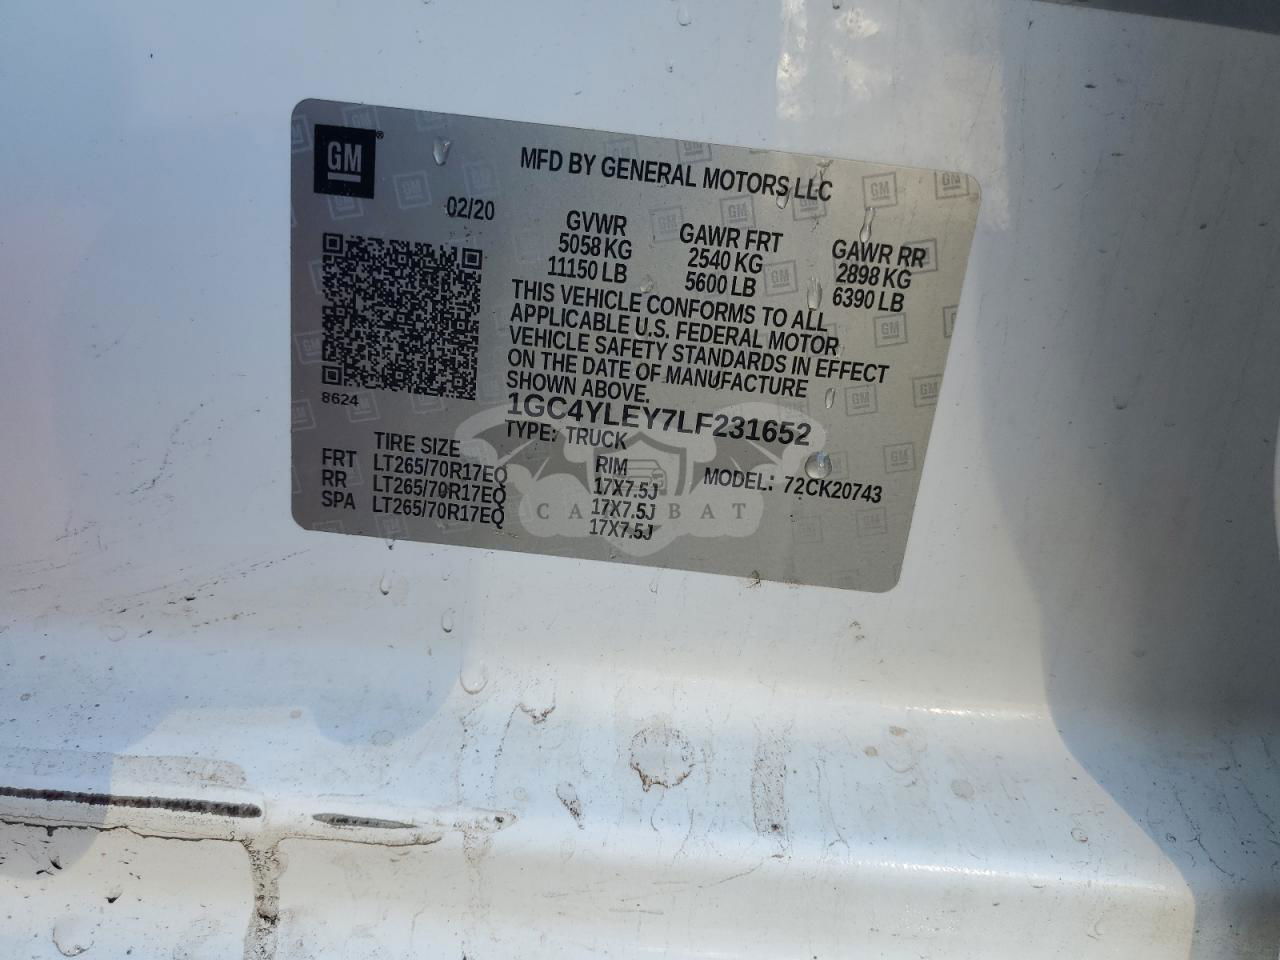 GM®
MFD BY GENERAL MOTORS LLC
02/20
GVWR GAWR FRT GAWR RR
5058 KG 2540 KG 2898 KG
11150 LB 5600 LB 6390 LB
THIS VEHICLE CONFORMS TO ALL
APPLICABLE U.S. FEDERAL MOTOR
VEHICLE SAFETY STANDARDS IN EFFECT
ON THE DATE OF MANUFACTURE
SHOWN ABOVE.
8624
1GC4YLEY7LF231652
TYPE: TRUCK
MODEL: 72CK20743
TIRE SIZE RIM
FRT LT265/70R17EQ 17X7.5J
RR LT265/70R17EQ 17X7.5J
SPA LT265/70R17EQ 17X7.5J